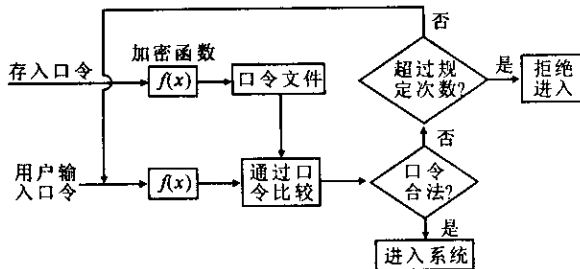 否
加密函数
存入口令
f(x)
口令文件
超过规
定次数?
是
拒绝
进入
否
用户输
入口令
f(x)
通过口
令比较
口令
合法?
是
进入系统